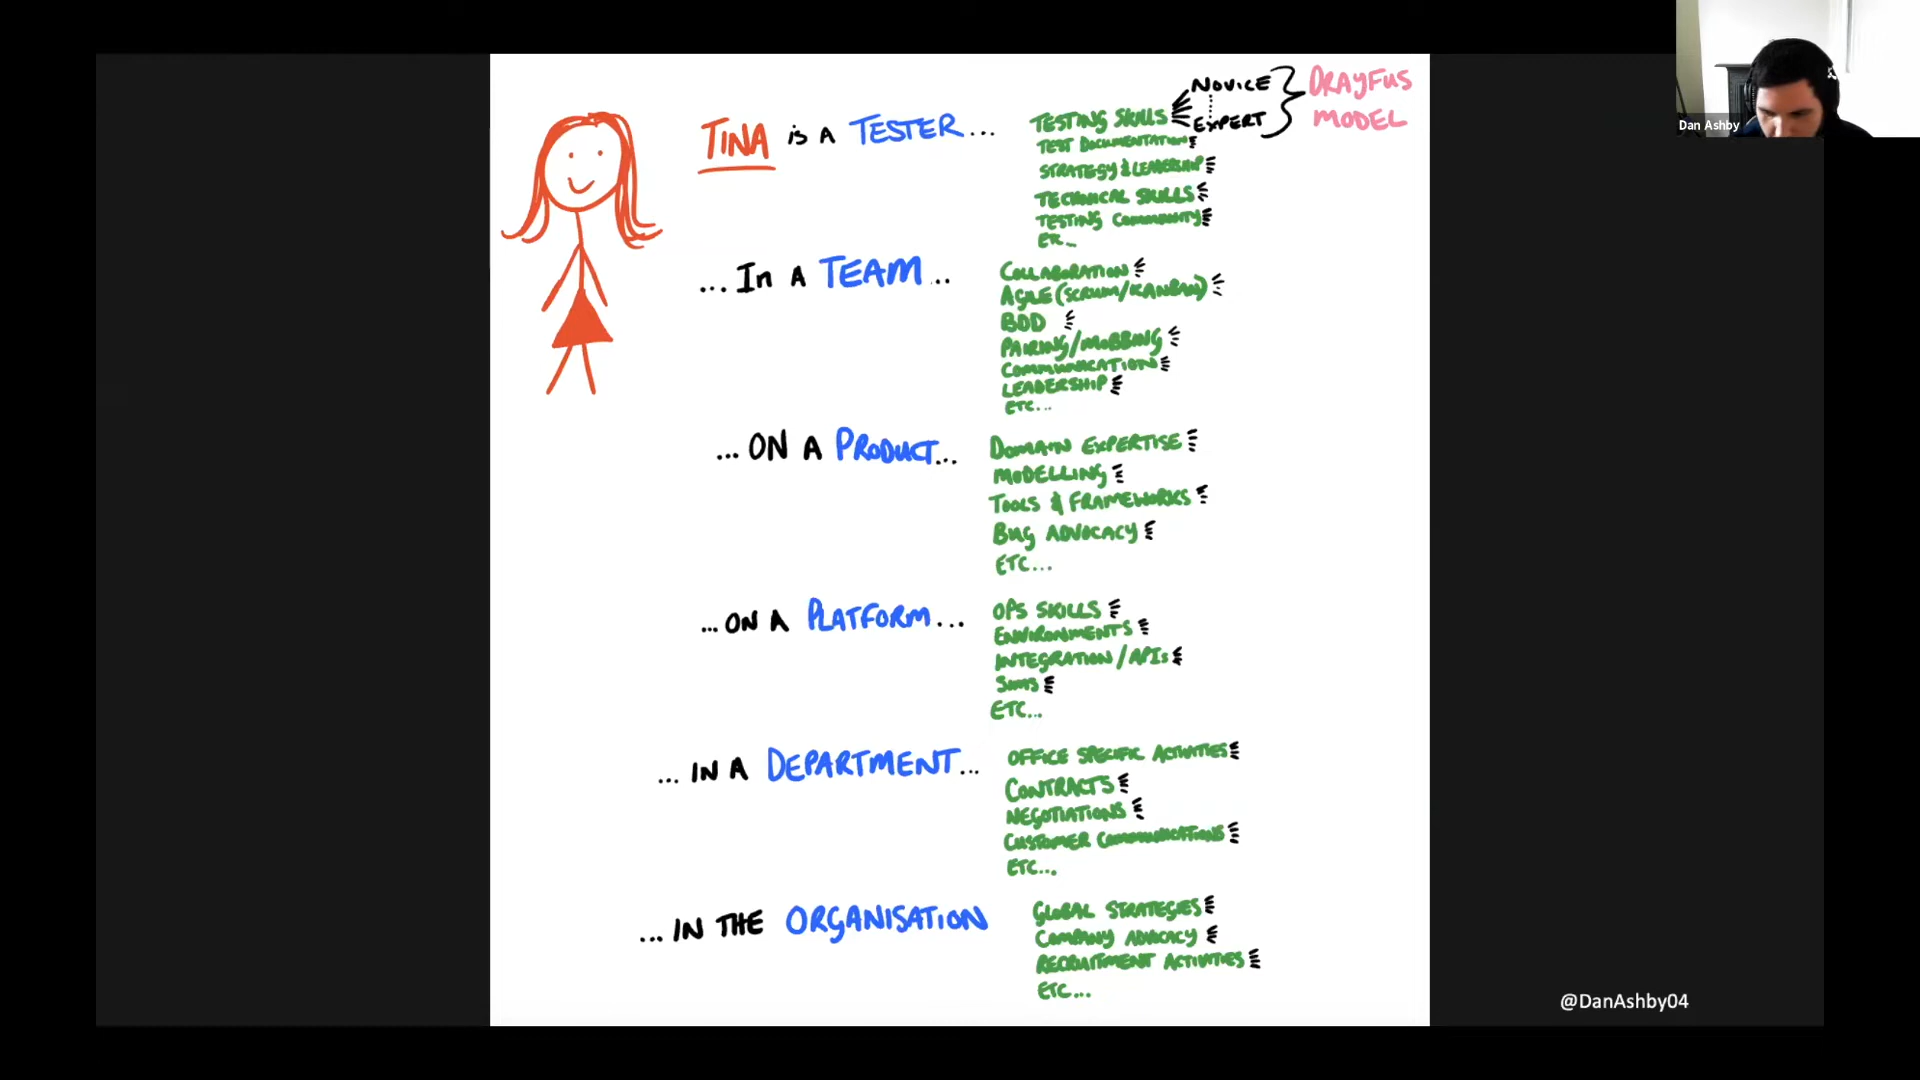 Dan Ashby
NOVICE
EXPERT
DRAYFUS
MODEL
TINA is A TESTER...
TESTING SKILLS
TEST DOCUMENTATION
STRATEGY & LEADERSHIP
TECHNICAL SKILLS
TESTING COMMUNITY
ETC...
...In A TEAM...
COLLABORATION
AGILE (SCRUM/KANBAN)
BDD
PAIRING/MOBBING
COMMUNICATION
LEADERSHIP
ETC...
...ON A PRODUCT...
DOMAIN EXPERTISE
MODELLING
TOOLS & FRAMEWORKS
BUG ADVOCACY
ETC...
...ON A PLATFORM...
OPS SKILLS
ENVIRONMENTS
INTEGRATION/APIs
ETC...
...IN A DEPARTMENT...
OFFICE SPECIFIC ACTIVITIES
CONTRACTS
NEGOTIATIONS
CUSTOMER COMMUNICATIONS
ETC...
...IN THE ORGANISATION
GLOBAL STRATEGIES
COMPANY ADVOCACY
RECRUITMENT ACTIVITIES
ETC...
@DanAshby04